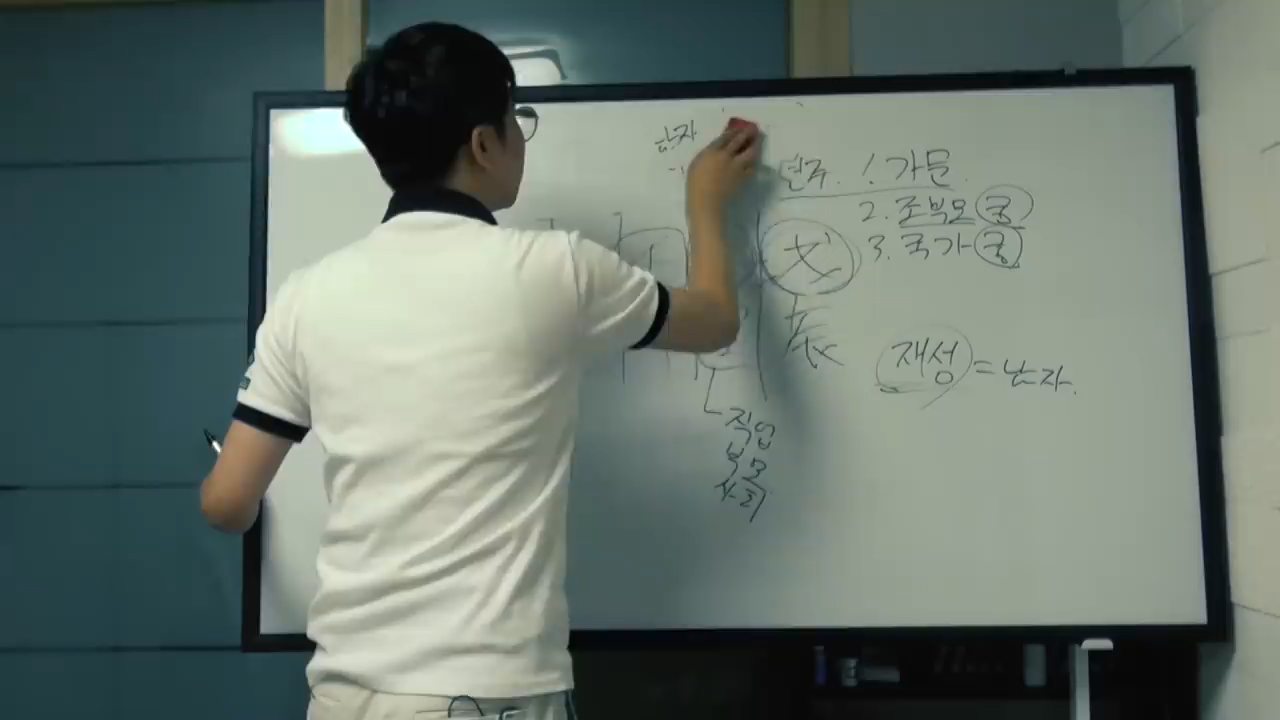 남자
년주. 1. 가문.
2. 조부모 궁
3. 국가 궁
戊
辰
재성 = 남자.
직업
부모
사회